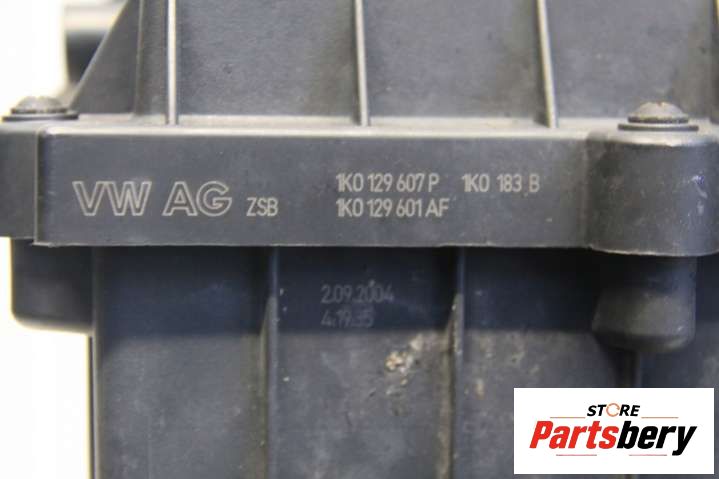 VW AG ZSB 1K0 129 607 P 1K0 183 B
1K0 129 601 AF
2.09.2004
4:19:35
STORE
Partsbery